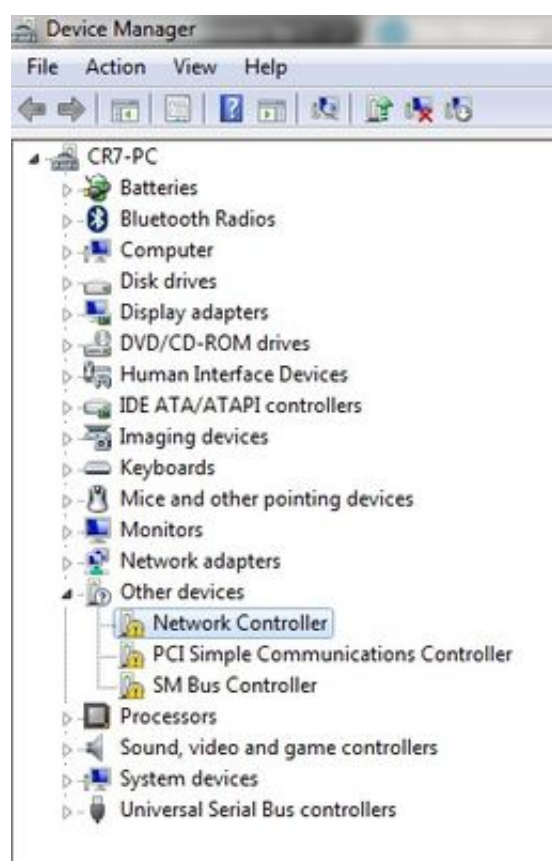 Device Manager
File Action View Help
CR7-PC
Batteries
Bluetooth Radios
Computer
Disk drives
Display adapters
DVD/CD-ROM drives
Human Interface Devices
IDE ATA/ATAPI controllers
Imaging devices
Keyboards
Mice and other pointing devices
Monitors
Network adapters
Other devices
Network Controller
PCI Simple Communications Controller
SM Bus Controller
Processors
Sound, video and game controllers
System devices
Universal Serial Bus controllers